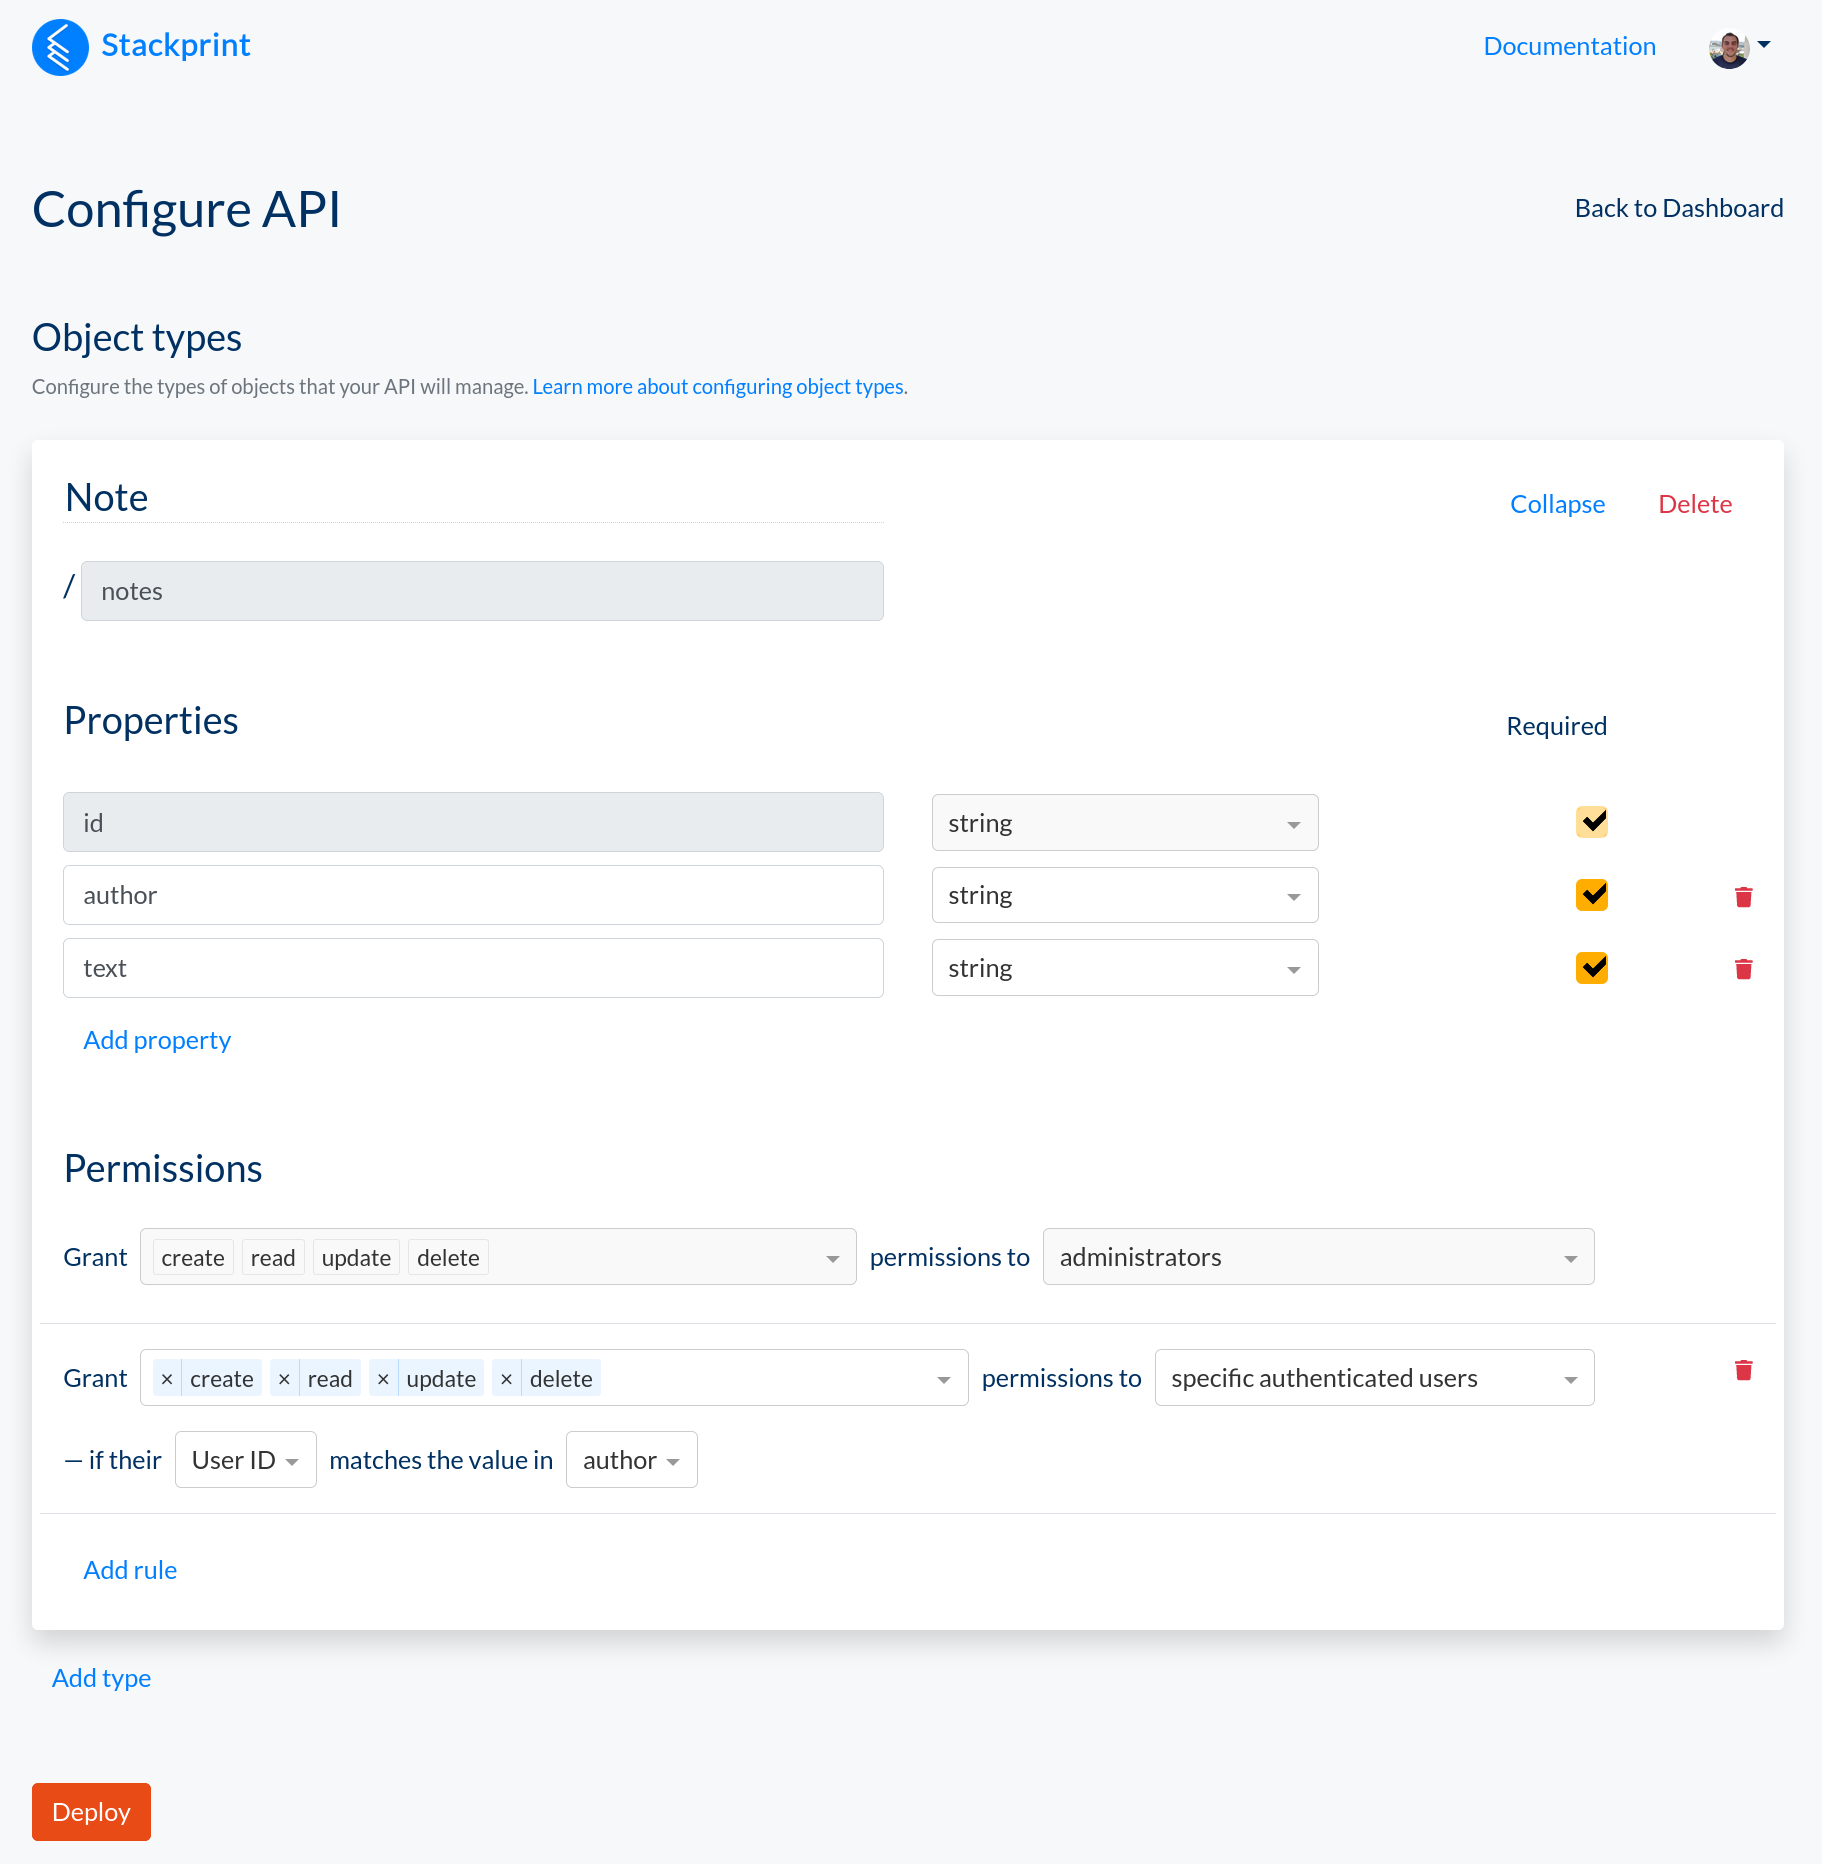 Stackprint
Documentation
Configure API
Back to Dashboard
Object types
Configure the types of objects that your API will manage. Learn more about configuring object types.
Note
Collapse
Delete
/ notes
Properties
Required
id
string
author
string
text
string
Add property
Permissions
Grant create read update delete permissions to administrators
Grant × create × read × update × delete permissions to specific authenticated users
— if their User ID matches the value in author
Add rule
Add type
Deploy